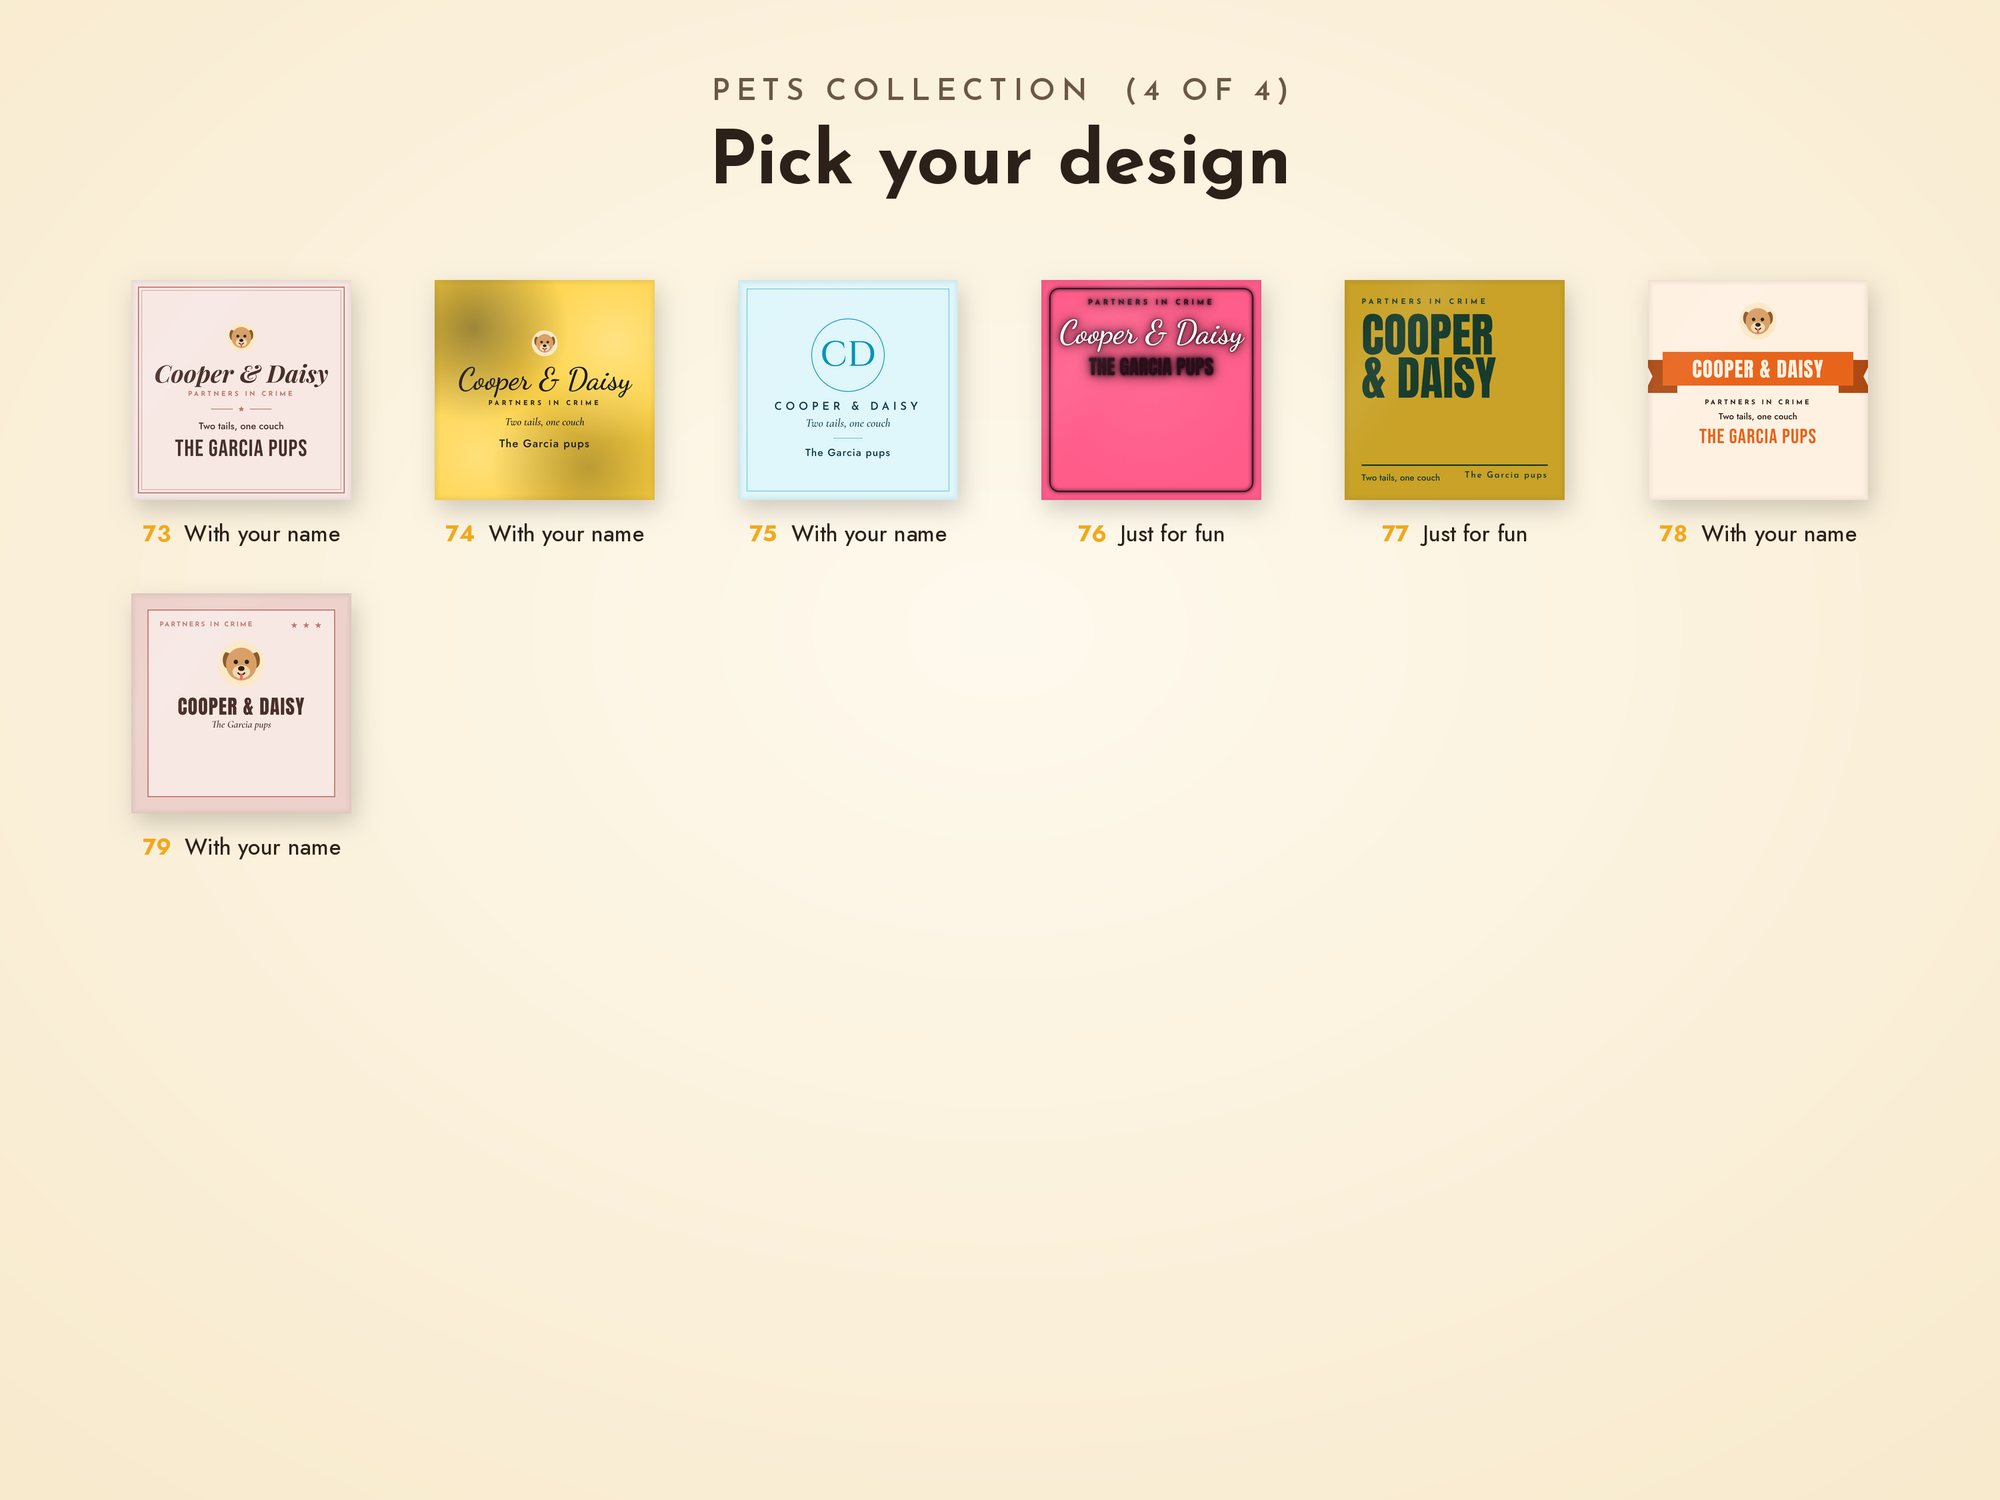 PETS COLLECTION (4 OF 4)
Pick your design
Cooper & Daisy
PARTNERS IN CRIME
Two tails, one couch
THE GARCIA PUPS
73 With your name
Cooper & Daisy
PARTNERS IN CRIME
Two tails, one couch
The Garcia pups
74 With your name
CD
COOPER & DAISY
Two tails, one couch
The Garcia pups
75 With your name
PARTNERS IN CRIME
Cooper & Daisy
THE GARCIA PUPS
76 Just for fun
PARTNERS IN CRIME
COOPER
& DAISY
Two tails, one couch
The Garcia pups
77 Just for fun
COOPER & DAISY
PARTNERS IN CRIME
Two tails, one couch
THE GARCIA PUPS
78 With your name
PARTNERS IN CRIME
COOPER & DAISY
The Garcia pups
79 With your name